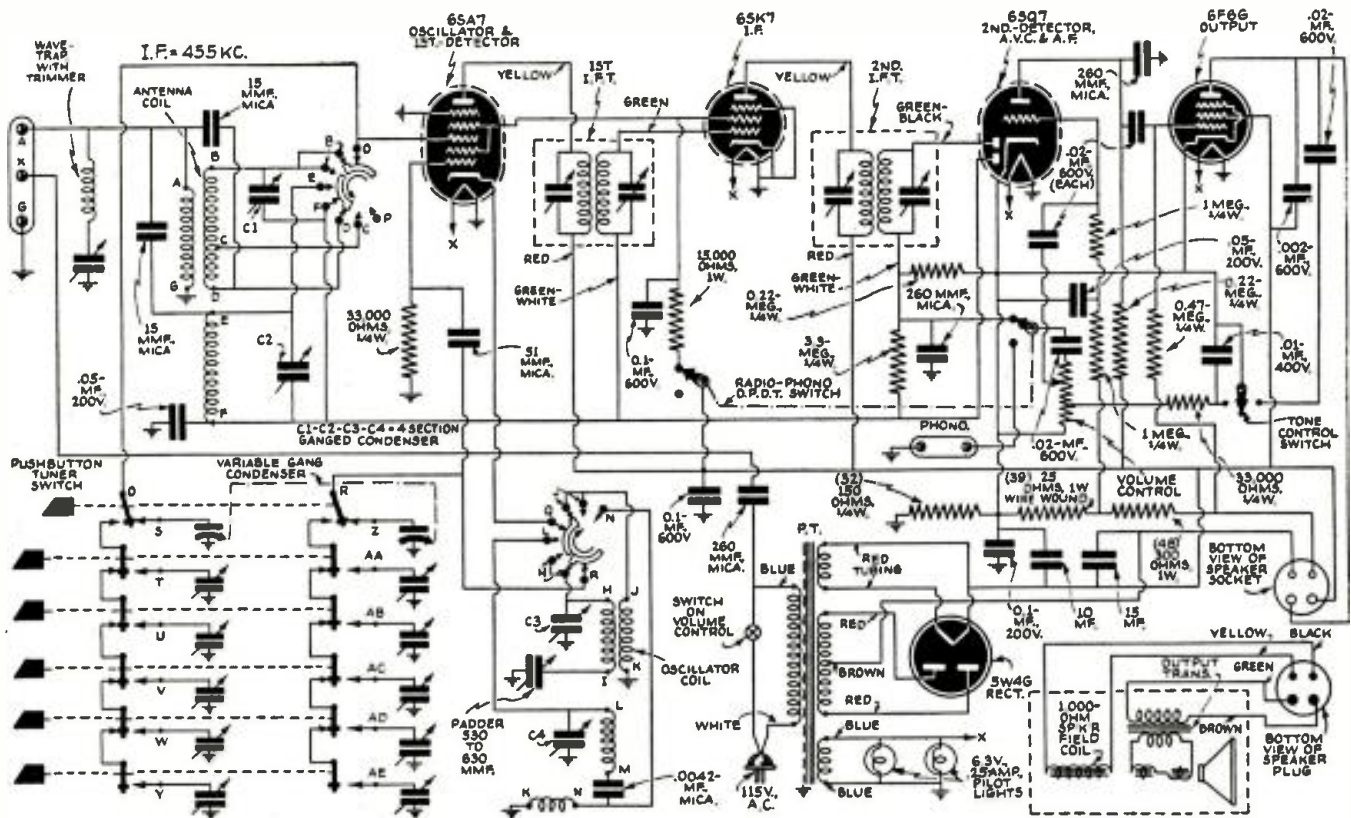 WAVE-
TRAP
WITH
TRIMMER
I.F. = 455 KC.
6SA7
OSCILLATOR &
1ST-DETECTOR
6SK7
I.F.
6SQ7
2ND-DETECTOR,
A.V.C. & A.F.
6F6G
OUTPUT
.02-
MF.
600V.
15
MMF,
MICA
ANTENNA
COIL
YELLOW
1ST
I.F.T.
GREEN
YELLOW
2ND.
I.F.T.
GREEN-
BLACK
260
MMF,
MICA.
A
X
G
A
B
C
D
E
F
G
B
E
F
D
C
O
P
C1
C2
X
X
X
X
.02-
MF.
600V.
(EACH)
1 MEG.
1/4W.
.05-
MF.
200V.
.002-
MF.
600V.
RED
GREEN-
WHITE
15,000
OHMS,
1W.
RED
GREEN-
WHITE
0.22-
MEG.,
1/4W.
260 MMF,
MICA.
0.22-
MEG.,
1/4W.
0.47-
MEG.,
1/4W.
.01-
MF.
400V.
15
MMF.,
MICA
33,000
OHMS
1/4W.
51
MMF,
MICA.
0.1-
MF.
600V.
3.3-
MEG.,
1/4W.
RADIO-PHONO
D.P.D.T. SWITCH
.05-
MF.
200V.
C1-C2-C3-C4 = 4 SECTION
GANGED CONDENSER
PHONO.
.02-MF.
600V.
1 MEG.,
1/4W.
TONE
CONTROL
SWITCH
PUSHBUTTON
TUNER
SWITCH
VARIABLE GANG
CONDENSER
VOLUME
CONTROL
33,000
OHMS,
1/4W.
O
R
S
Z
T
AA
U
AB
V
AC
W
AD
Y
AE
N
H
R
0.1-
MF.
600V
260
MMF,
MICA.
(32)
150
OHMS,
1/4W.
(39) 25
OHMS, 1W
WIRE WOUND
(48)
300
OHMS
1W.
BOTTOM
VIEW OF
SPEAKER
SOCKET
P.T.
BLUE
RED
TUBING
C3
H
J
I
K
OSCILLATOR
COIL
SWITCH
ON
VOLUME
CONTROL
RED
BROWN
RED
BLUE
BLUE
5W4G
RECT.
0.1-
MF.,
200V.
10
MF.
15
MF.
YELLOW
BLACK
GREEN
OUTPUT
TRANS.
BROWN
1,000-
OHM
SPKR
FIELD
COIL
BOTTOM
VIEW OF
SPEAKER
PLUG
PADDER
530
TO
630
MMF.
C4
L
M
K
N
.0042-
MF.
MICA.
WHITE
115V.,
A.C.
X
6.3V.,
.25AMP,
PILOT
LIGHTS